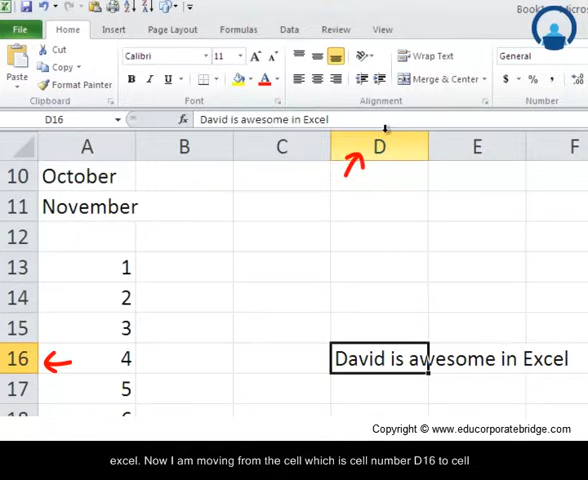 Book1 - Micros
File Home Insert Page Layout Formulas Data Review View
Cut
Copy
Format Painter
Paste
Clipboard
Calibri 11 A A
B I U A
Font
Wrap Text
Merge & Center
Alignment
General
$ % ,
Number
D16 fx David is awesome in Excel
A B C D E F
10 October
11 November
12
13 1
14 2
15 3
16 4 David is awesome in Excel
17 5
18 6
Copyright © www.educorporatebridge.com
excel. Now I am moving from the cell which is cell number D16 to cell